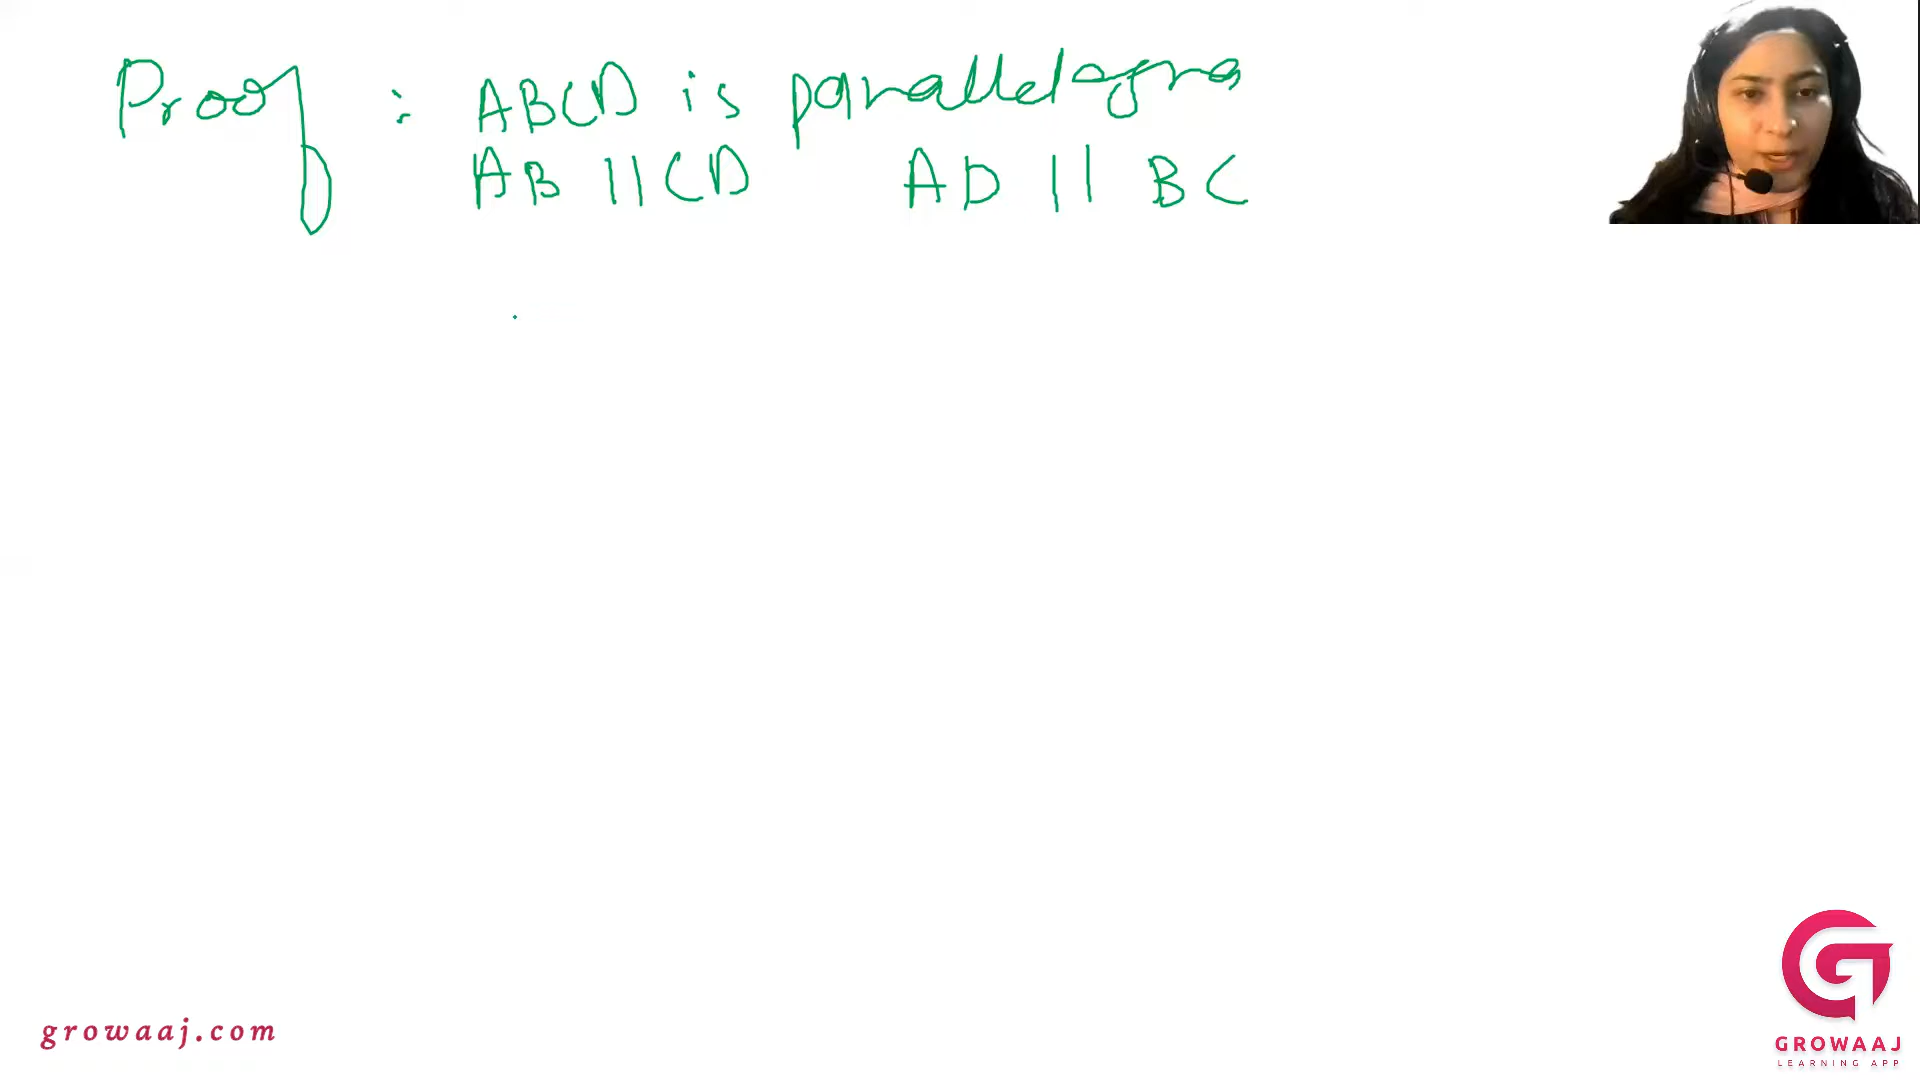 Proof : ABCD is parallelogra
AB || CD AD || BC
growaaj.com
GROWAAJ
LEARNING APP